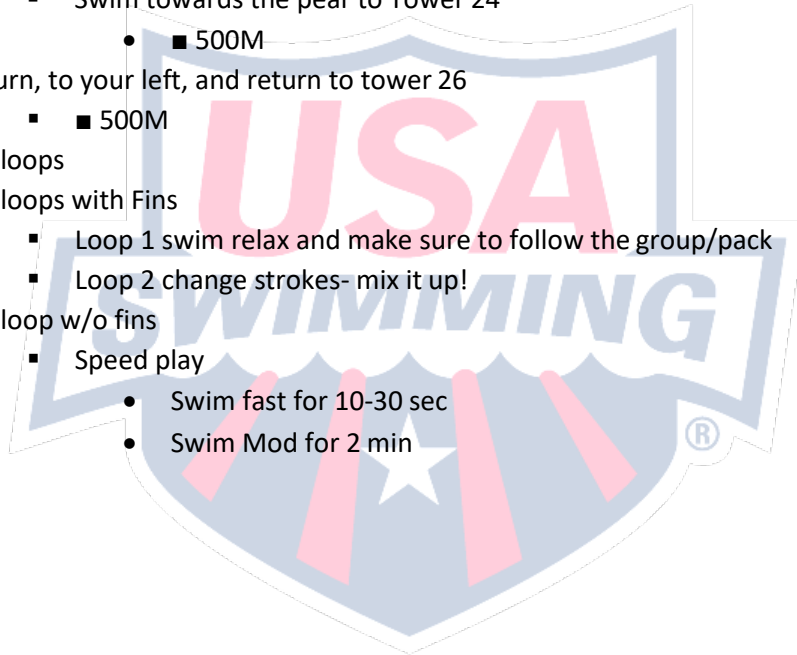 ▪ Swim towards the pear to Tower 24
• ■ 500M
urn, to your left, and return to tower 26
▪ ■ 500M
loops
loops with Fins
▪ Loop 1 swim relax and make sure to follow the group/pack
▪ Loop 2 change strokes- mix it up!
loop w/o fins
▪ Speed play
• Swim fast for 10-30 sec
• Swim Mod for 2 min
USA
SWIMMING
®